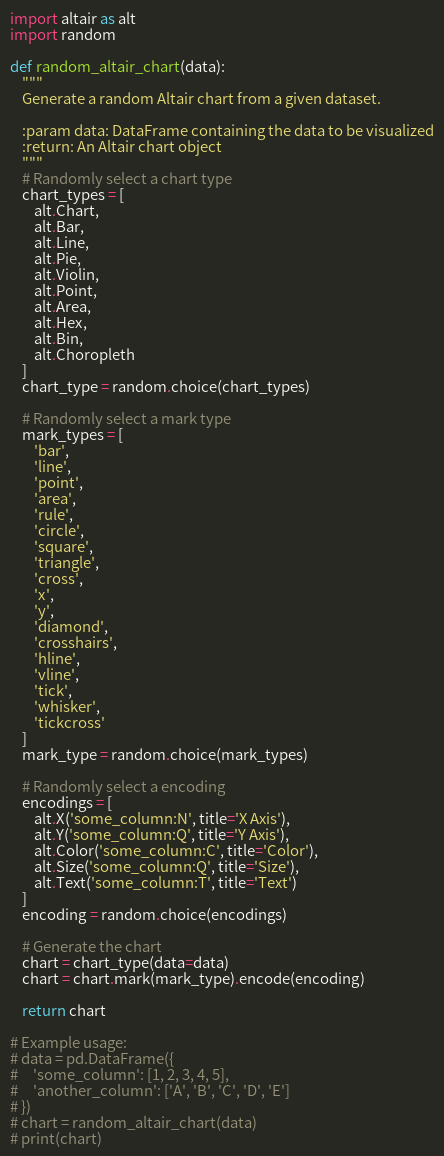 import altair as alt
import random

def random_altair_chart(data):
    """
    Generate a random Altair chart from a given dataset.

    :param data: DataFrame containing the data to be visualized
    :return: An Altair chart object
    """
    # Randomly select a chart type
    chart_types = [
        alt.Chart,
        alt.Bar,
        alt.Line,
        alt.Pie,
        alt.Violin,
        alt.Point,
        alt.Area,
        alt.Hex,
        alt.Bin,
        alt.Choropleth
    ]
    chart_type = random.choice(chart_types)

    # Randomly select a mark type
    mark_types = [
        'bar',
        'line',
        'point',
        'area',
        'rule',
        'circle',
        'square',
        'triangle',
        'cross',
        'x',
        'y',
        'diamond',
        'crosshairs',
        'hline',
        'vline',
        'tick',
        'whisker',
        'tickcross'
    ]
    mark_type = random.choice(mark_types)

    # Randomly select a encoding
    encodings = [
        alt.X('some_column:N', title='X Axis'),
        alt.Y('some_column:Q', title='Y Axis'),
        alt.Color('some_column:C', title='Color'),
        alt.Size('some_column:Q', title='Size'),
        alt.Text('some_column:T', title='Text')
    ]
    encoding = random.choice(encodings)

    # Generate the chart
    chart = chart_type(data=data)
    chart = chart.mark(mark_type).encode(encoding)

    return chart

# Example usage:
# data = pd.DataFrame({
#     'some_column': [1, 2, 3, 4, 5],
#     'another_column': ['A', 'B', 'C', 'D', 'E']
# })
# chart = random_altair_chart(data)
# print(chart)